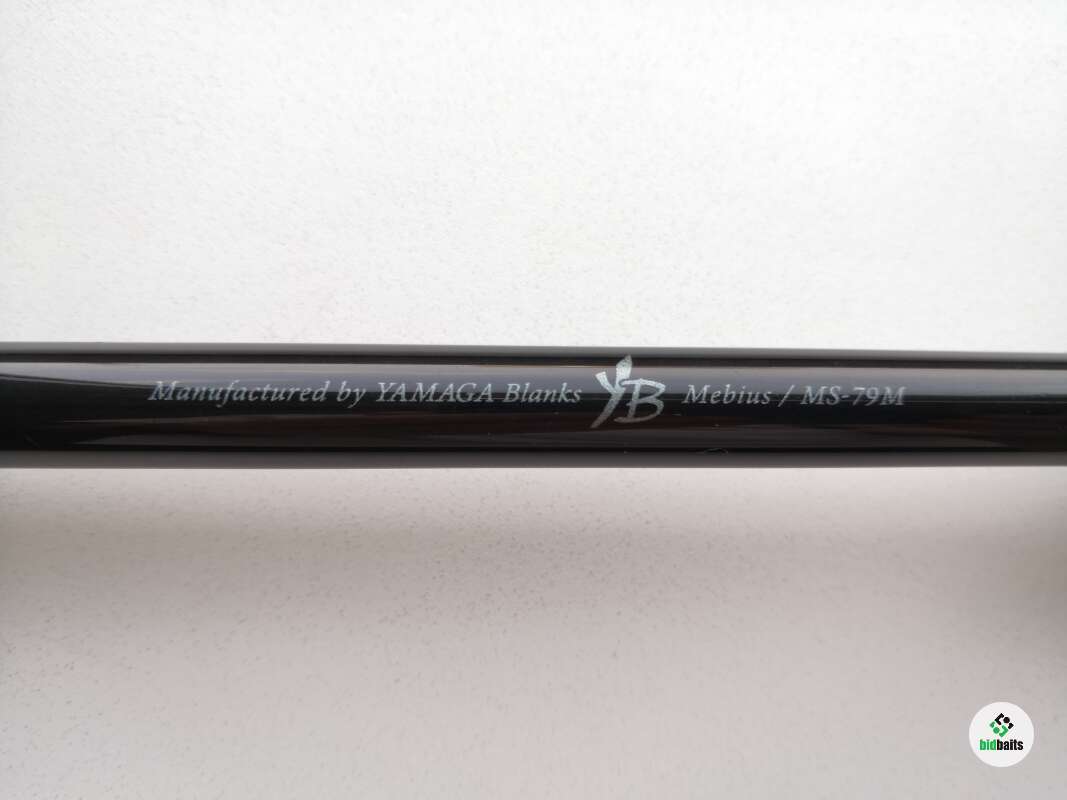 Manufactured by YAMAGA Blanks YB Mebius / MS-79M
bidbaits